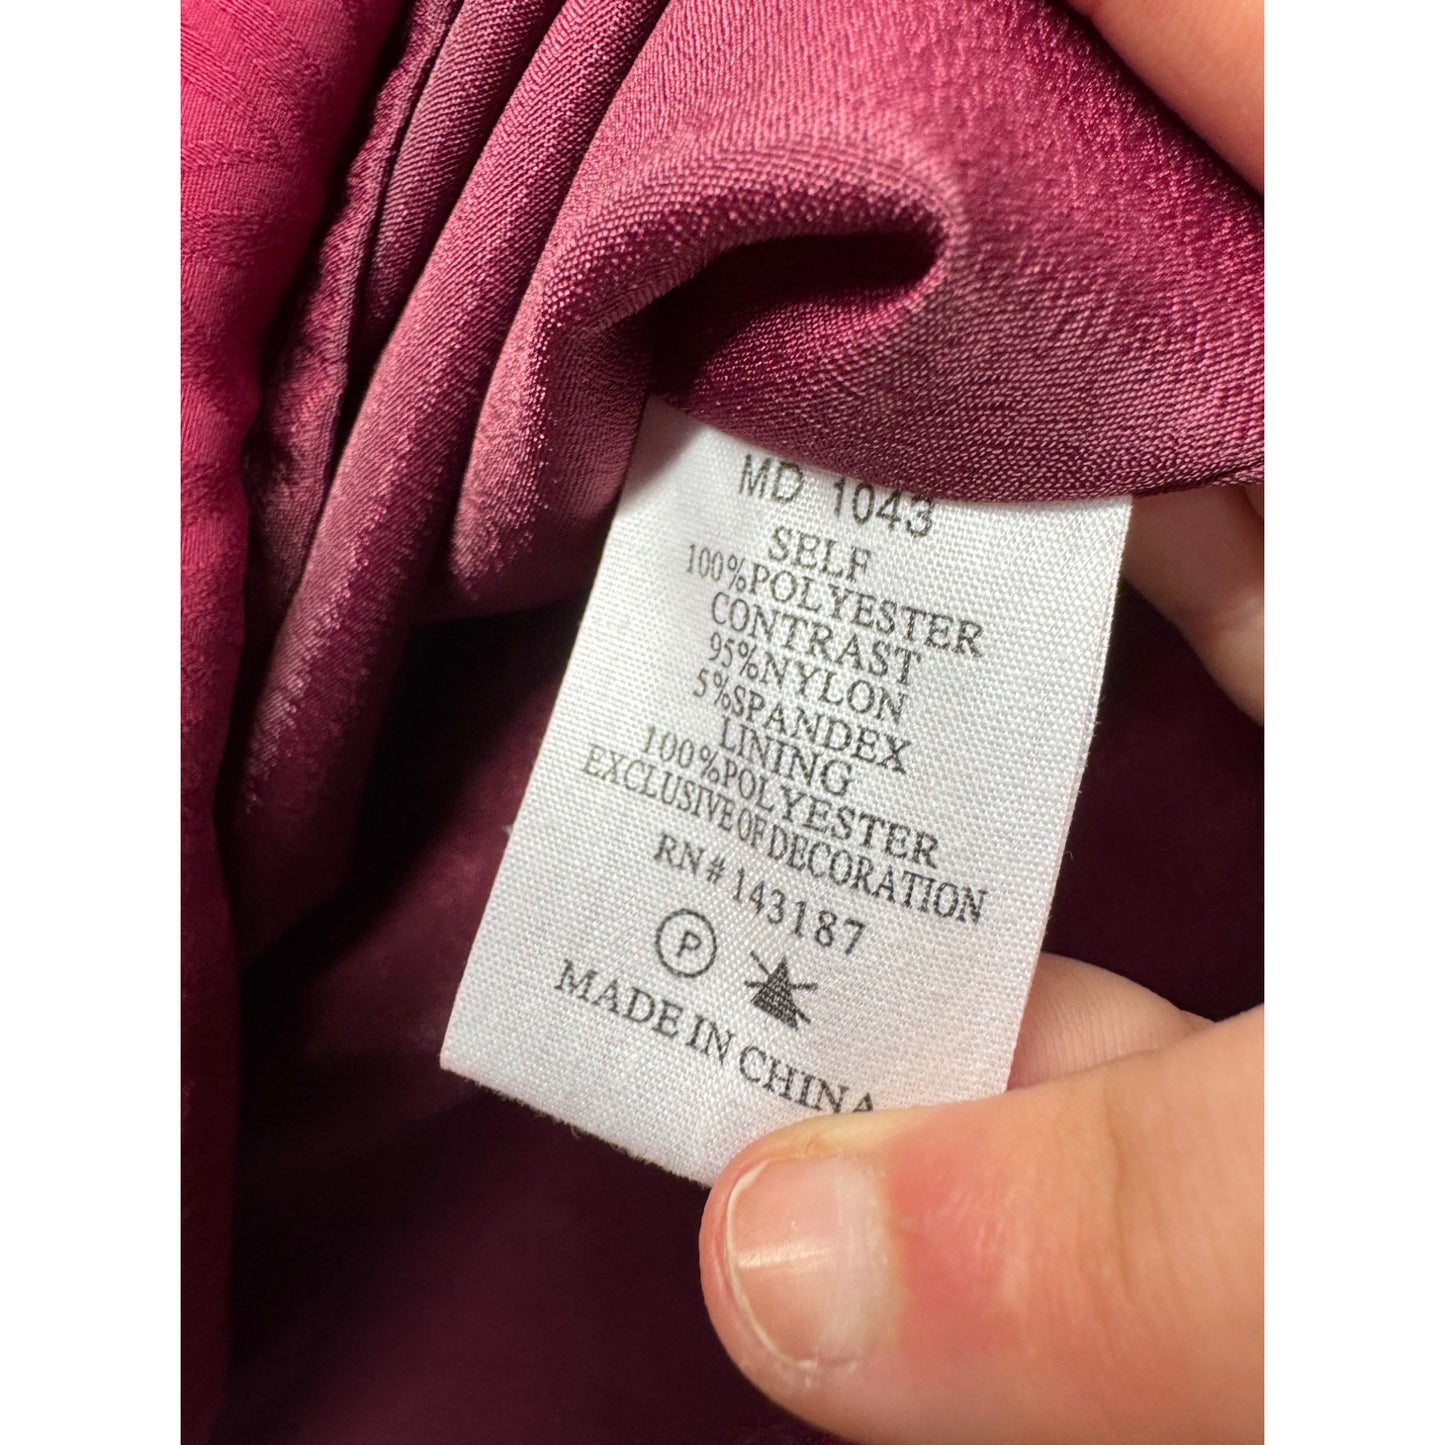 MD 1043
SELF
100%POLYESTER
CONTRAST
95%NYLON
5%SPANDEX
LINING
100%POLYESTER
EXCLUSIVE OF DECORATION
RN#143187
P
MADE IN CHINA